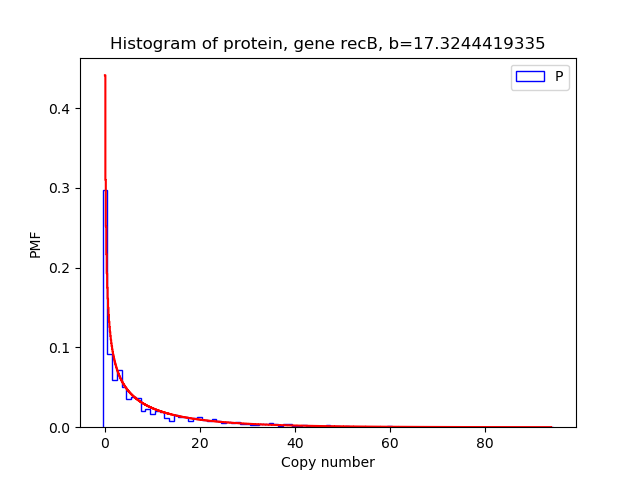 Histogram of protein, gene recB, b=17.3244419335
P
0.4
0.3
0.2
0.1
0.0
PMF
0 20 40 60 80
Copy number